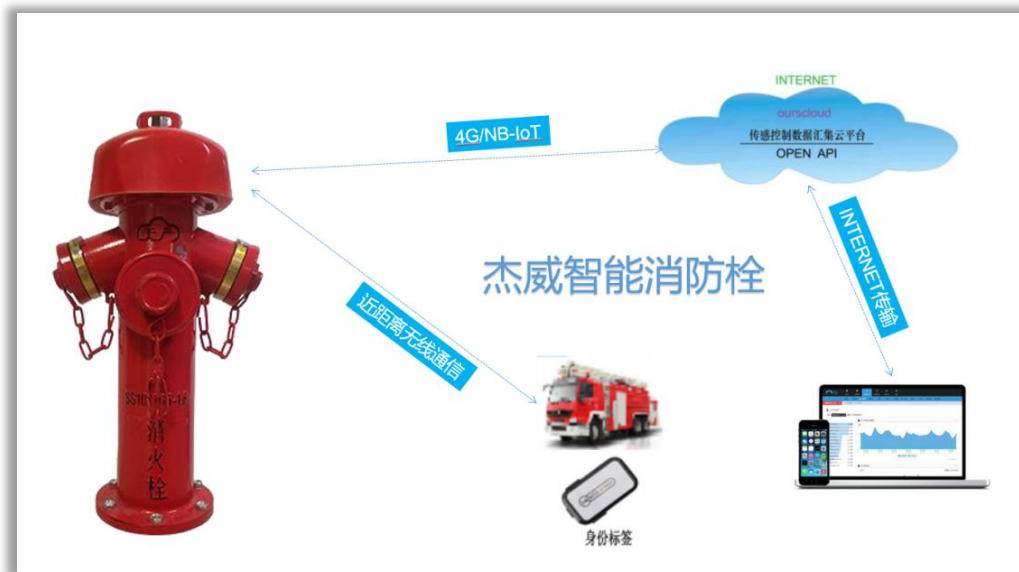 INTERNET
ourscloud
传感控制数据汇集云平台
OPEN API
4G/NB-IoT
INTERNET传输
杰威智能消防栓
近距离无线通信
消火栓
身份标签